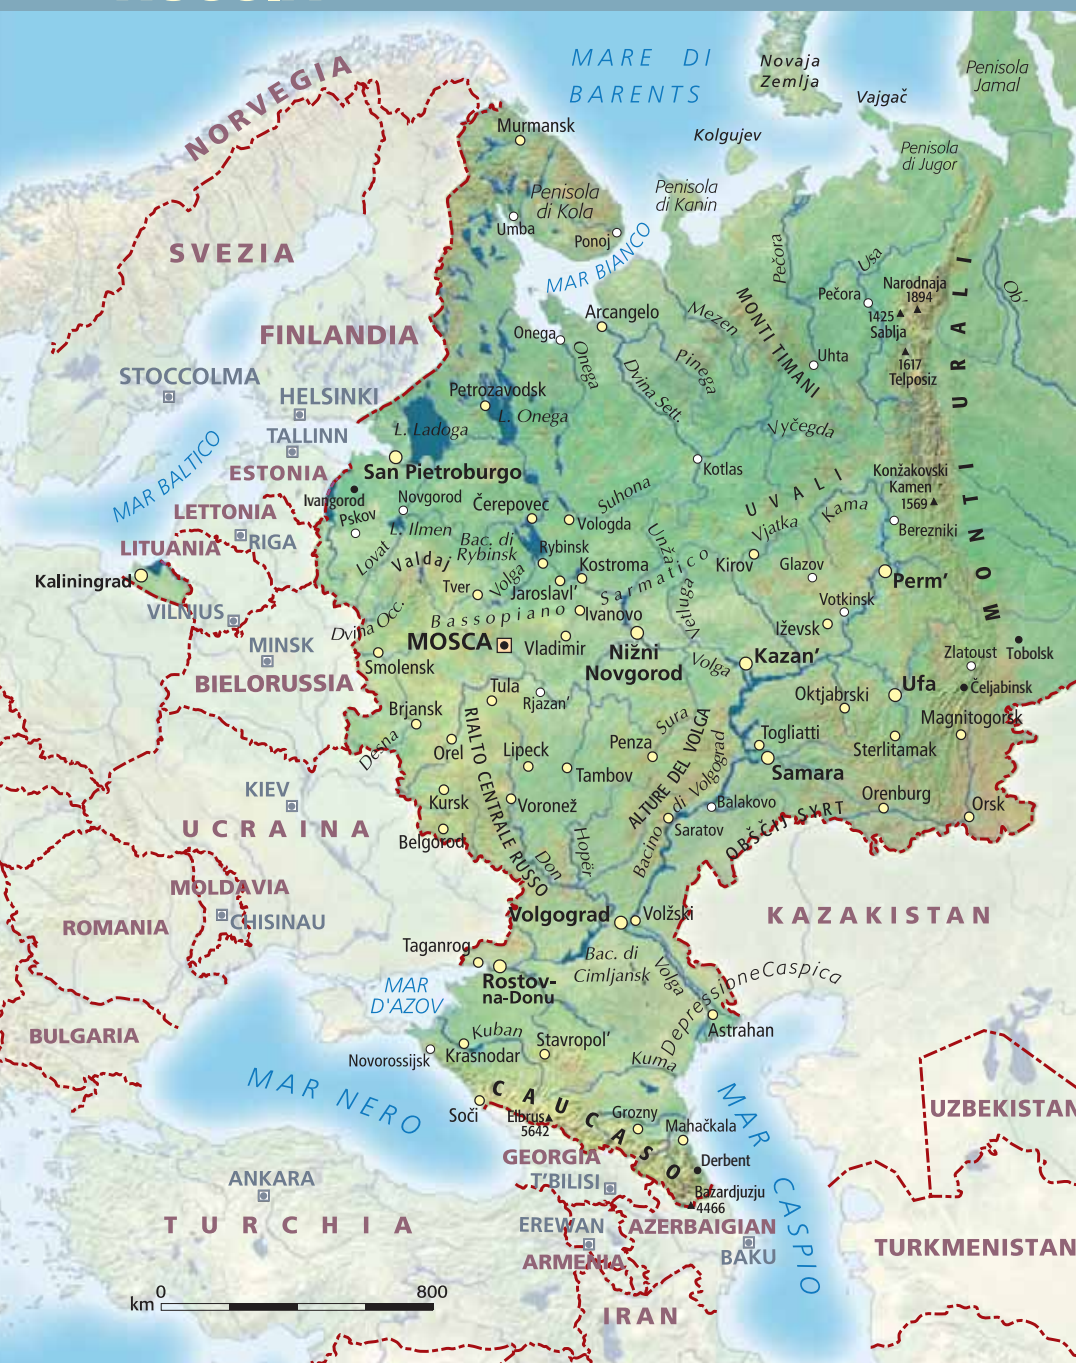 MARE DI
BARENTS
Novaja
Zemlja
Penisola
Jamal
Vajgač
Kolgujev
Penisola
di Jugor
NORVEGIA
Murmansk
Penisola
di Kola
Penisola
di Kanin
Umba
Ponoj
MAR BIANCO
Pečora
Usa
SVEZIA
Pečora
Narodnaja
1894
1425
Sablja
1617
Telposiz
Ob'
MONTI URALI
Arcangelo
Mezen
MONTI TIMANI
FINLANDIA
Onega
Onega
Pinega
Dvina Sett.
Uhta
STOCCOLMA
HELSINKI
Petrozavodsk
L. Onega
L. Ladoga
Vyčegda
TALLINN
ESTONIA
MAR BALTICO
San Pietroburgo
Kotlas
Konžakovski
Kamen
1569
Ivangorod
Pskov
Novgorod
Čerepovec
Suhona
UVALI
Kama
Vjatka
Berezniki
LETTONIA
RIGA
L. Ilmen
Vologda
Unža
LITUANIA
Lovat
Valdaj
Bac. di
Rybinsk
Rybinsk
Kostroma
Kirov
Glazov
Perm'
Kaliningrad
Tver
Volga
Jaroslavl'
Bassopiano Sarmatico
Ivanovo
Vetluga
Votkinsk
Iževsk
VILNIUS
Dvina Occ.
MOSCA
Vladimir
Nižni
Novgorod
Volga
Kazan'
MINSK
Smolensk
Zlatoust
Tobolsk
BIELORUSSIA
Tula
Rjazan'
Oktjabrski
Ufa
Čeljabinsk
Brjansk
Desna
Orel
RIALTO CENTRALE RUSSO
Lipeck
Penza
Sura
ALTURE DEL VOLGA
Togliatti
Sterlitamak
Magnitogorsk
Tambov
Samara
KIEV
Kursk
Voronež
Bacino di Volgograd
Balakovo
Orenburg
Orsk
UCRAINA
Belgorod
Hopër
Saratov
OBŠČIJ SYRT
Don
MOLDAVIA
CHISINAU
ROMANIA
Volgograd
Volžski
KAZAKISTAN
Taganrog
Bac. di
Cimljansk
Volga
Depressione Caspica
Rostov-
na-Donu
MAR
D'AZOV
BULGARIA
Astrahan
Kuban
Stavropol'
Novorossijsk
Krasnodar
Kuma
MAR NERO
CAUCASO
MAR CASPIO
Soči
Elbrus
5642
Grozny
Mahačkala
UZBEKISTAN
GEORGIA
T'BILISI
Derbent
ANKARA
Bazardjuzju
4466
TURCHIA
EREWAN
AZERBAIGIAN
BAKU
ARMENIA
TURKMENISTAN
IRAN
km
0
800